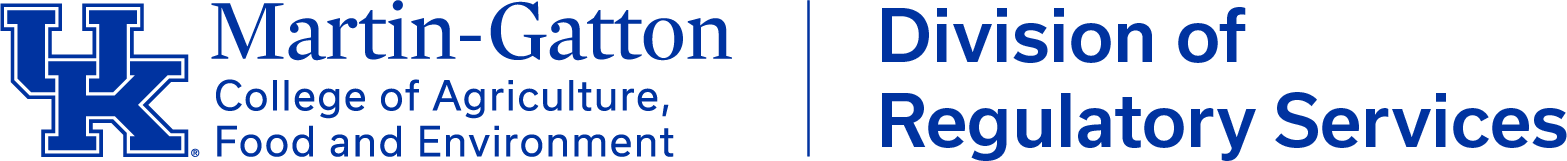 UK®
Martin-Gatton
College of Agriculture,
Food and Environment
Division of
Regulatory Services